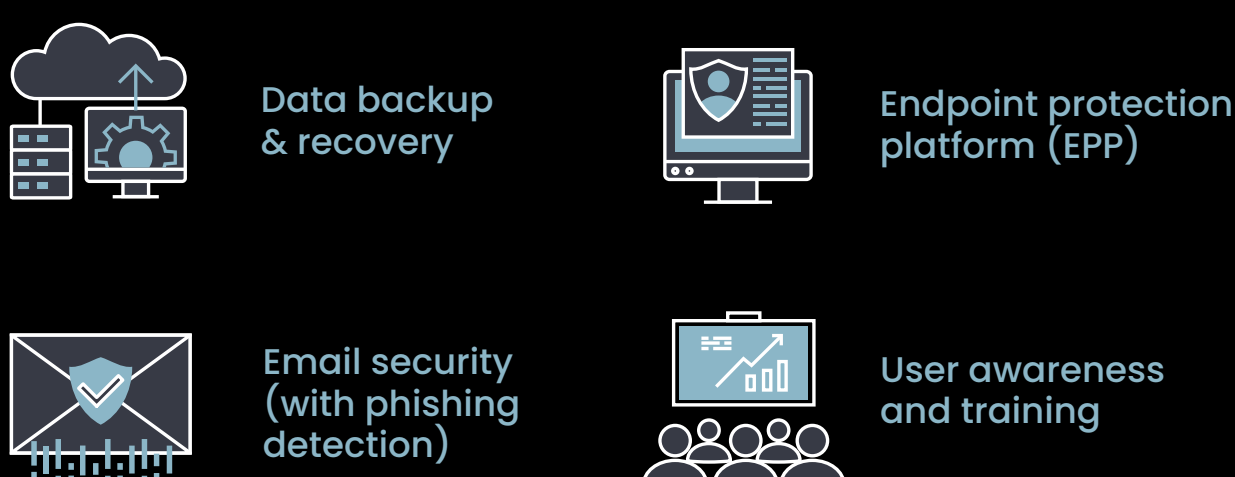 Data backup
& recovery
Endpoint protection
platform (EPP)
Email security
(with phishing
detection)
User awareness
and training